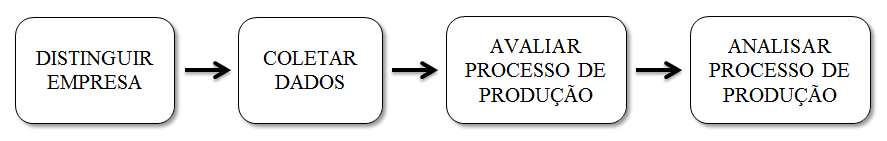 DISTINGUIR
EMPRESA
COLETAR
DADOS
AVALIAR
PROCESSO DE
PRODUÇÃO
ANALISAR
PROCESSO DE
PRODUÇÃO